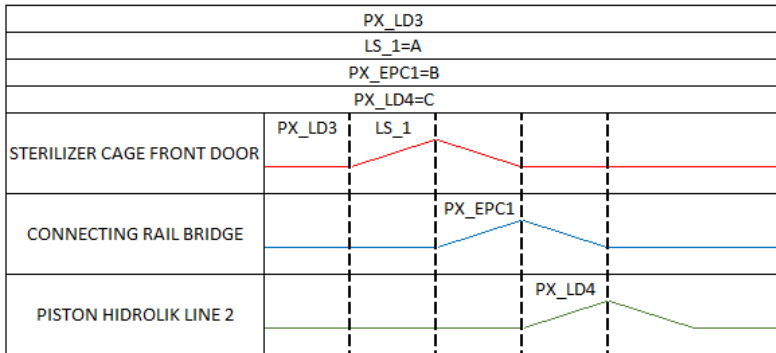 PX_LD3
LS_1=A
PX_EPC1=B
PX_LD4=C
PX_LD3 LS_1
STERILIZER CAGE FRONT DOOR
PX_EPC1
CONNECTING RAIL BRIDGE
PX_LD4
PISTON HIDROLIK LINE 2